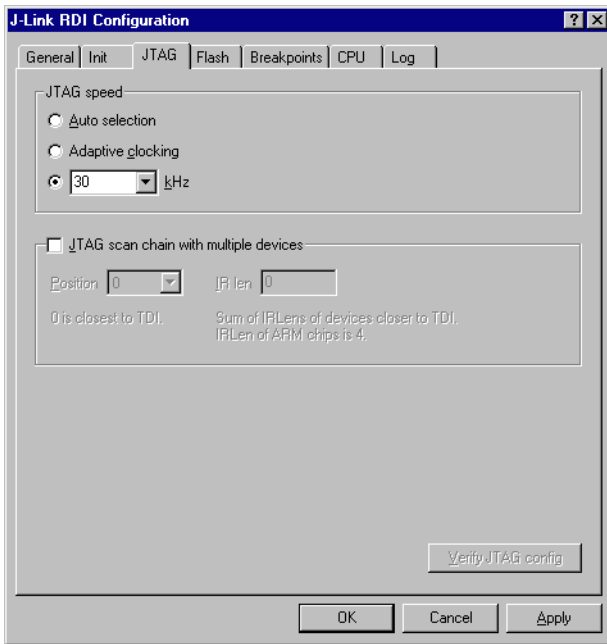 J-Link RDI Configuration
General Init JTAG Flash Breakpoints CPU Log
JTAG speed
Auto selection
Adaptive clocking
30 kHz
JTAG scan chain with multiple devices
Position 0 IR len 0
0 is closest to TDI. Sum of IRLens of devices closer to TDI.
IRLen of ARM chips is 4.
Verify JTAG config
OK Cancel Apply